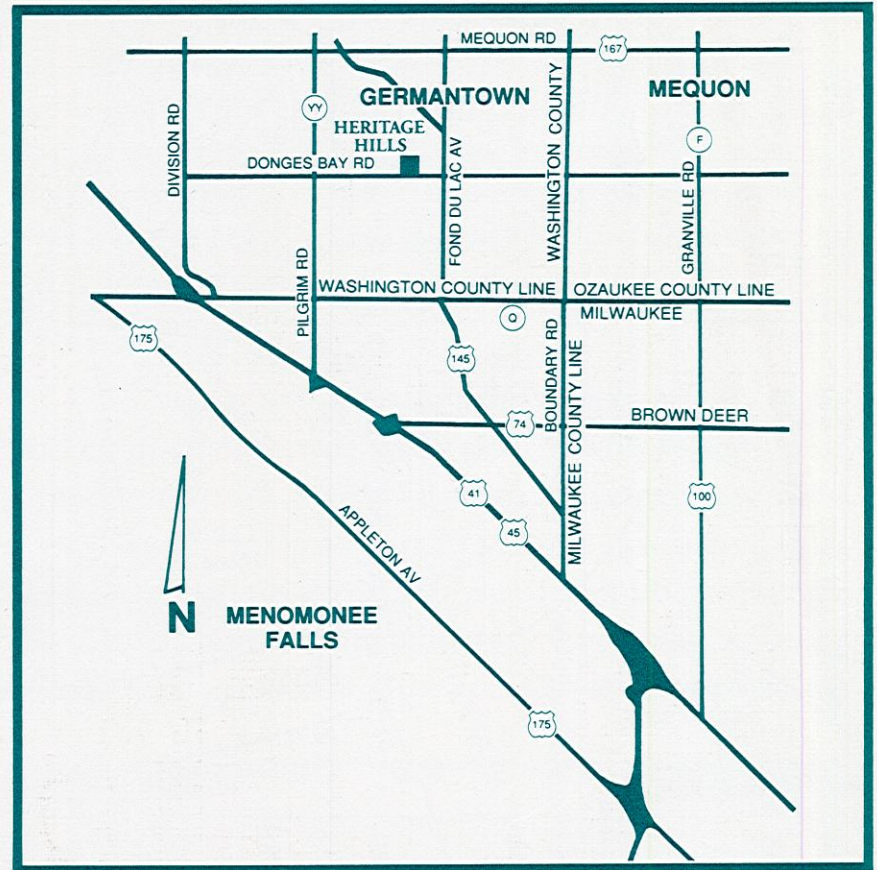 MEQUON RD
167
GERMANTOWN
MEQUON
YY
HERITAGE
HILLS
F
DIVISION RD
DONGES BAY RD
FOND DU LAC AV
WASHINGTON COUNTY
GRANVILLE RD
PILGRIM RD
WASHINGTON COUNTY LINE
OZAUKEE COUNTY LINE
Q
MILWAUKEE
175
145
BOUNDARY RD
MILWAUKEE COUNTY LINE
74
BROWN DEER
41
45
100
APPLETON AV
N
MENOMONEE
FALLS
175